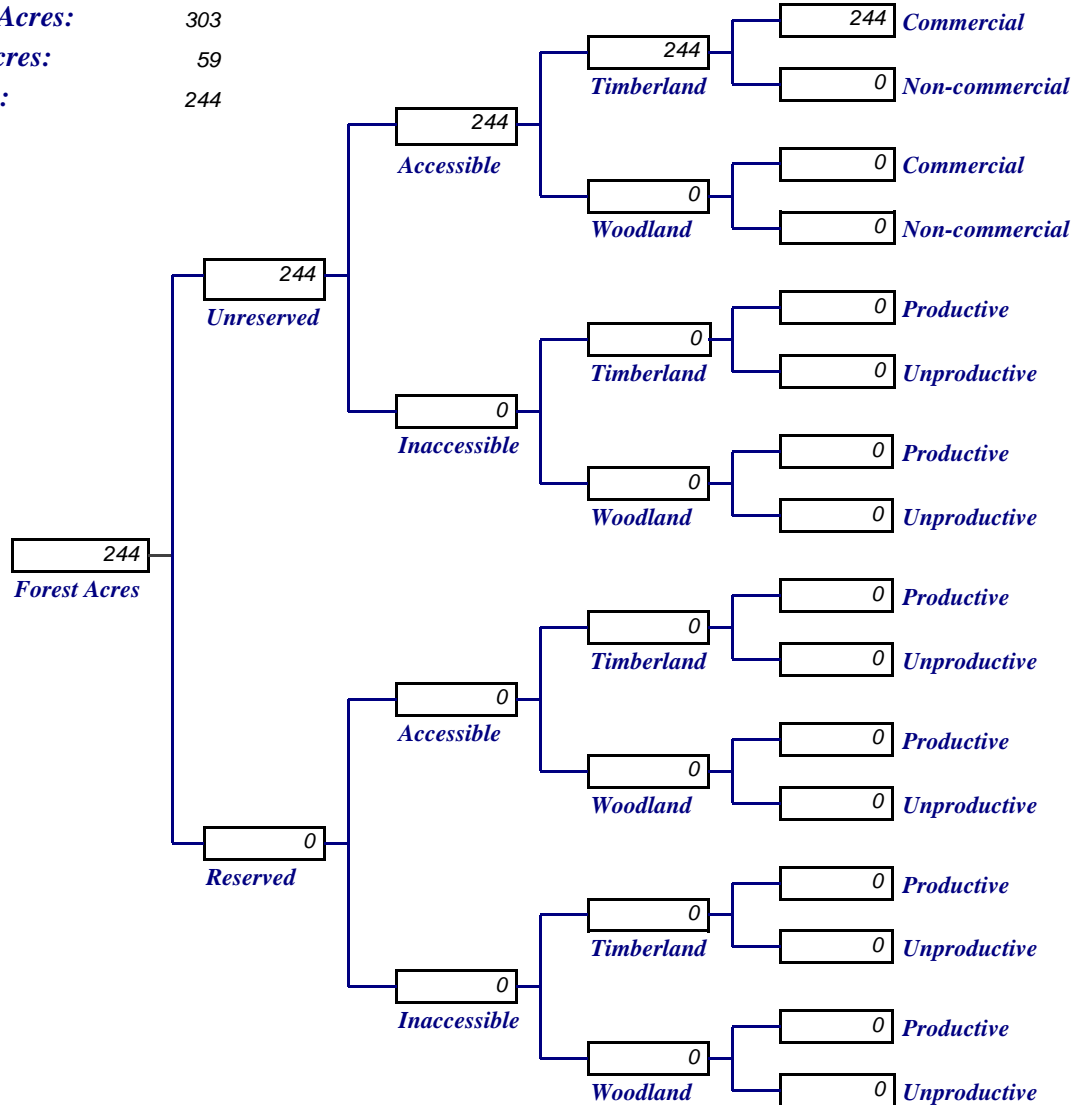 Acres: 303
cres: 59
: 244
244 Commercial
244
Timberland
0 Non-commercial
244
Accessible
0 Commercial
0
Woodland
0 Non-commercial
244
Unreserved
0 Productive
0
Timberland
0 Unproductive
0
Inaccessible
0 Productive
0
Woodland
0 Unproductive
244
Forest Acres
0 Productive
0
Timberland
0 Unproductive
0
Accessible
0 Productive
0
Woodland
0 Unproductive
0
Reserved
0 Productive
0
Timberland
0 Unproductive
0
Inaccessible
0 Productive
0
Woodland
0 Unproductive